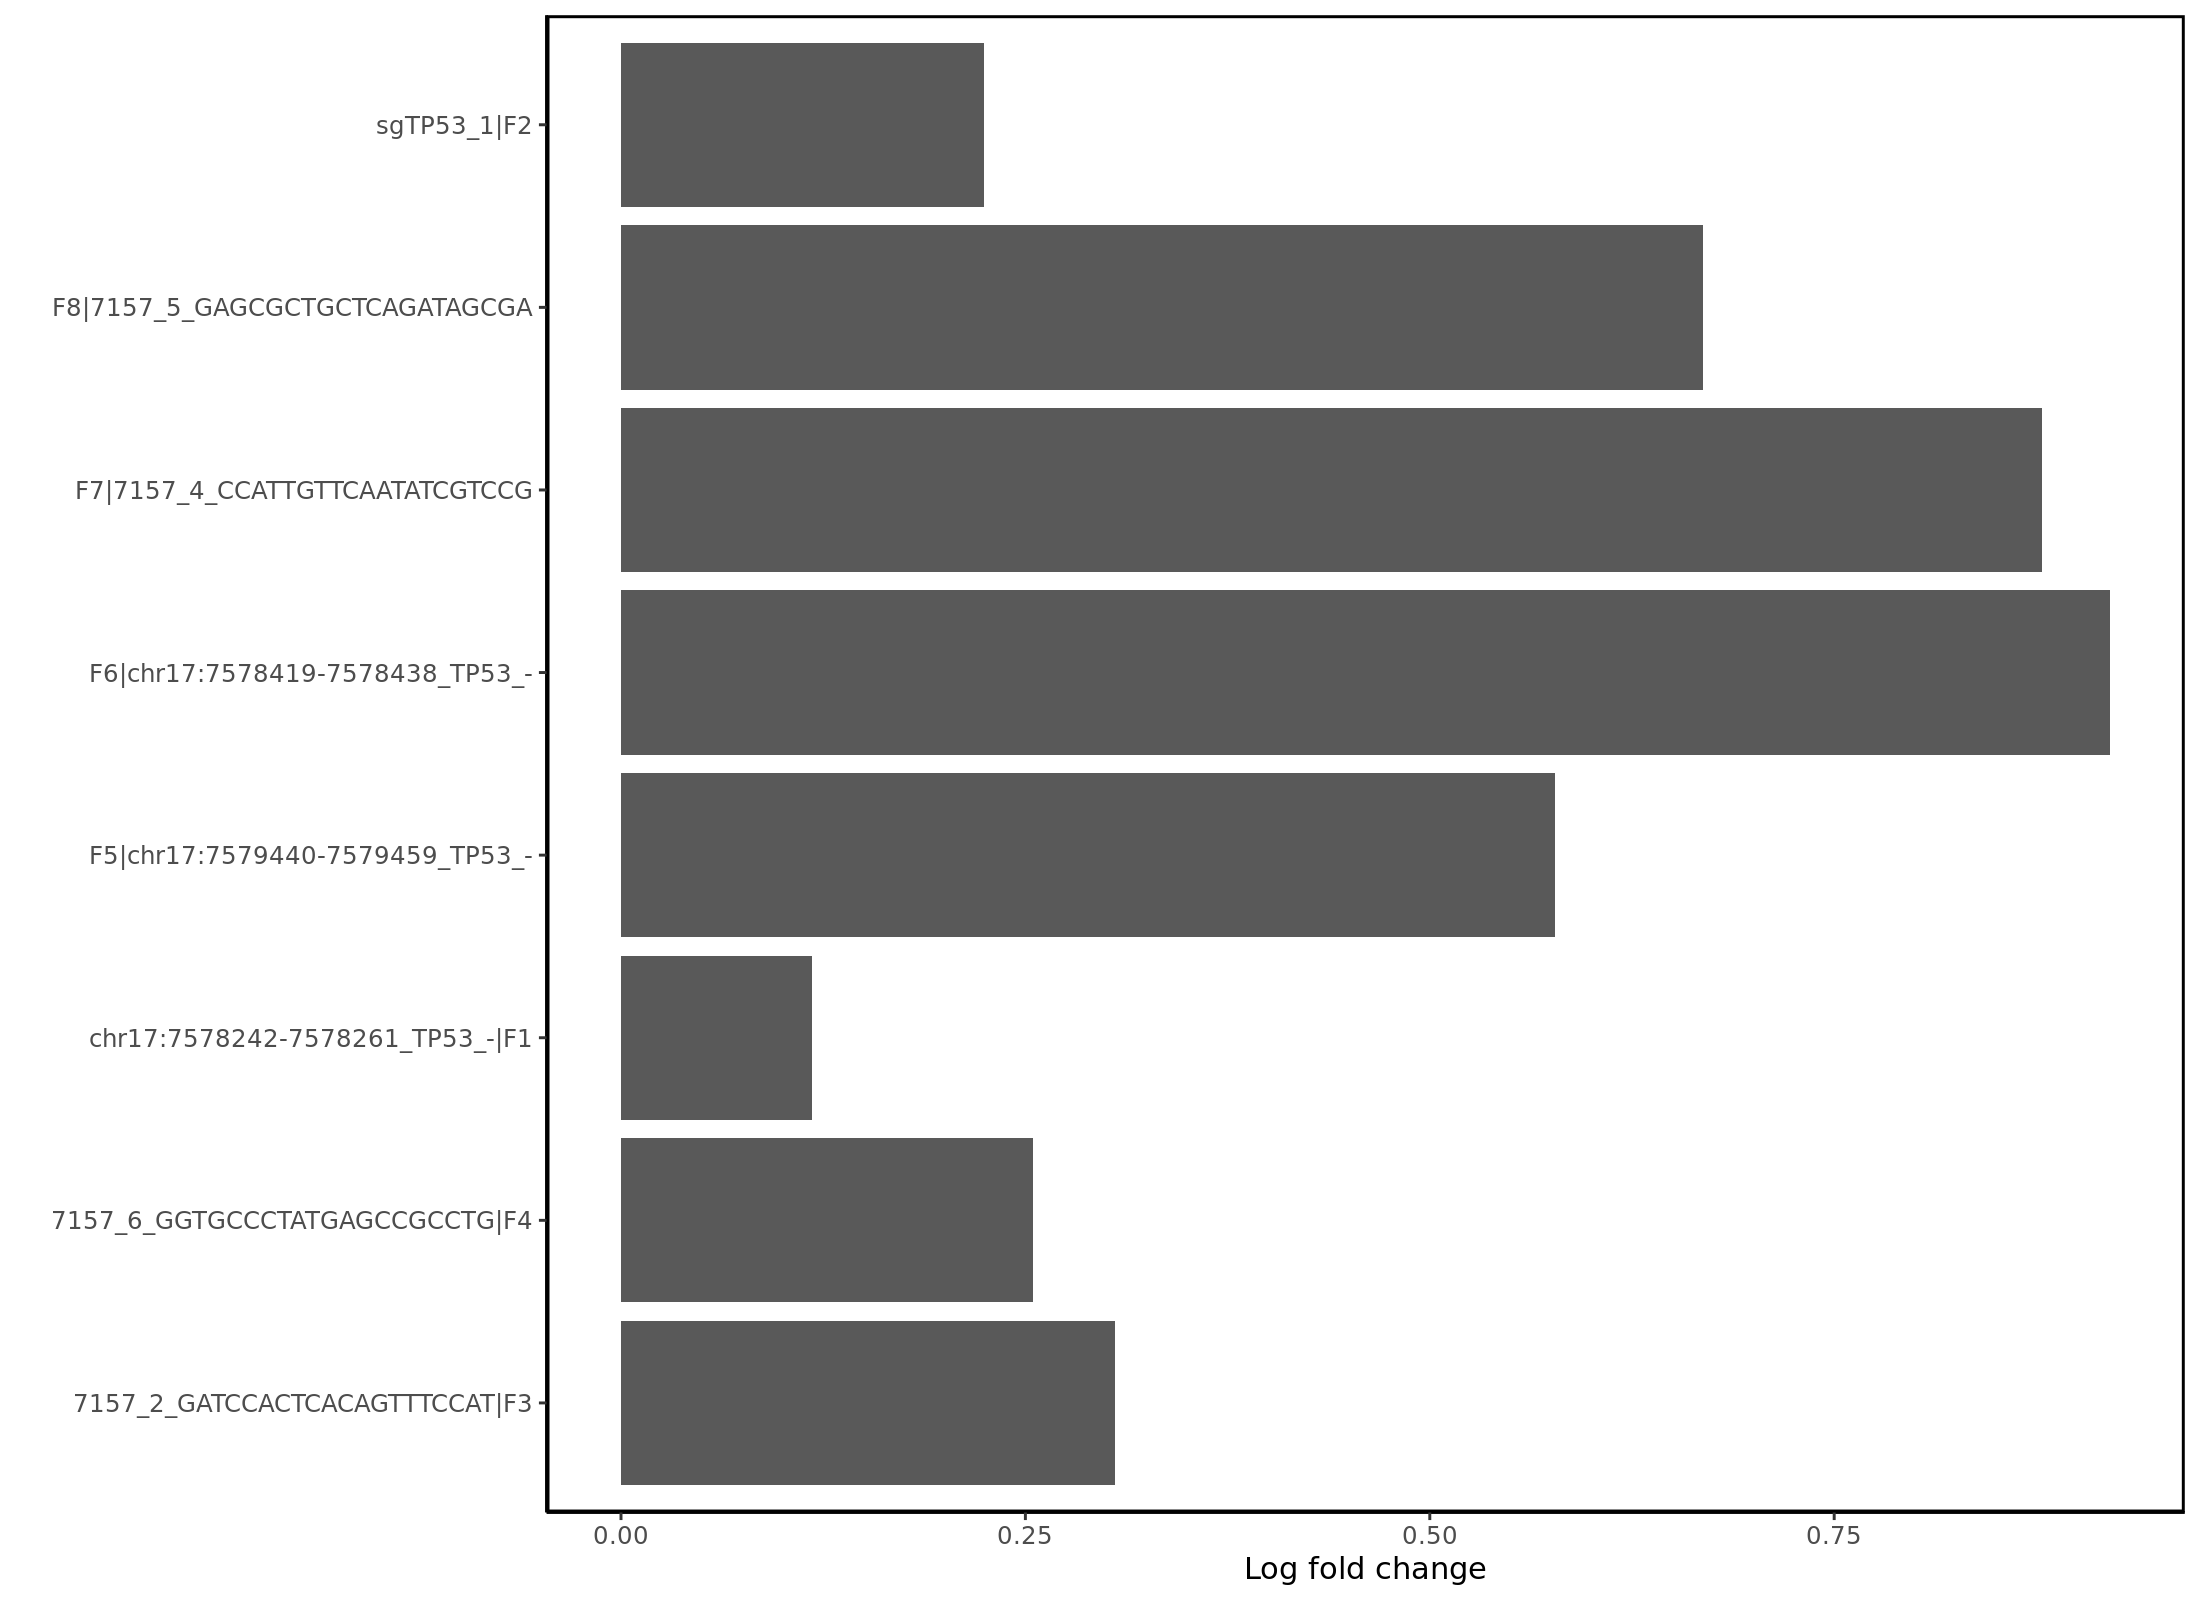 sgTP53_1|F2
F8|7157_5_GAGCGCTGCTCAGATAGCGA
F7|7157_4_CCATTGTTCAATATCGTCCG
F6|chr17:7578419-7578438_TP53_-
F5|chr17:7579440-7579459_TP53_-
chr17:7578242-7578261_TP53_-|F1
7157_6_GGTGCCCTATGAGCCGCCTG|F4
7157_2_GATCCACTCACAGTTTCCAT|F3
0.00 0.25 0.50 0.75
Log fold change